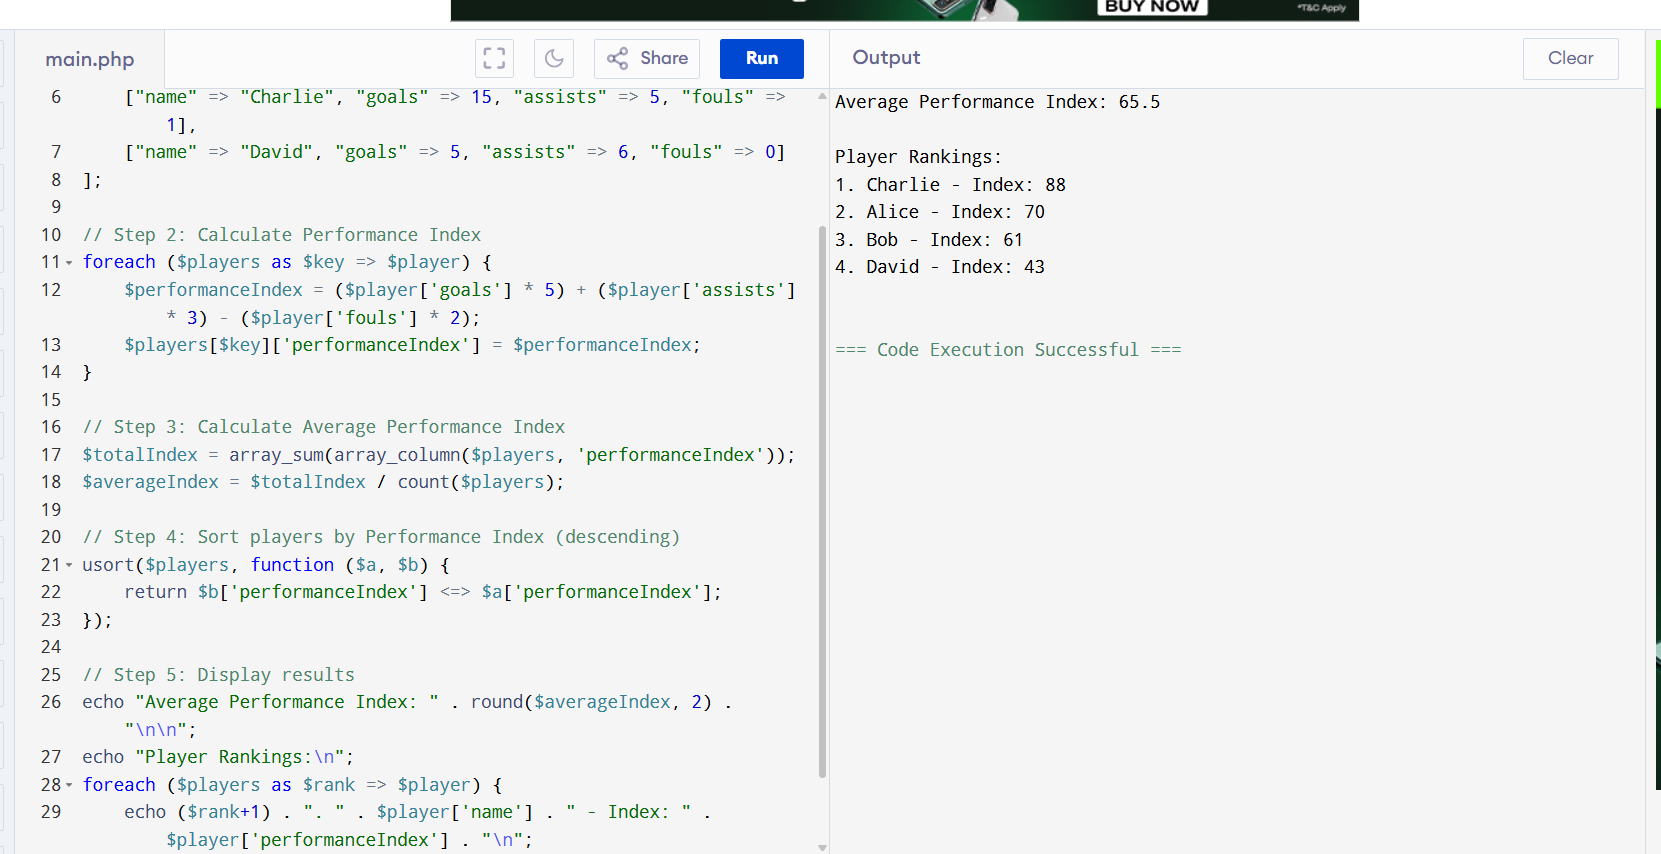 BUY NOW
*T&C Apply
main.php
Share
Run
Output
Clear
6 ["name" => "Charlie", "goals" => 15, "assists" => 5, "fouls" =>
1],
7 ["name" => "David", "goals" => 5, "assists" => 6, "fouls" => 0]
8 ];
9
10 // Step 2: Calculate Performance Index
11 foreach ($players as $key => $player) {
12 $performanceIndex = ($player['goals'] * 5) + ($player['assists']
* 3) - ($player['fouls'] * 2);
13 $players[$key]['performanceIndex'] = $performanceIndex;
14 }
15
16 // Step 3: Calculate Average Performance Index
17 $totalIndex = array_sum(array_column($players, 'performanceIndex'));
18 $averageIndex = $totalIndex / count($players);
19
20 // Step 4: Sort players by Performance Index (descending)
21 usort($players, function ($a, $b) {
22 return $b['performanceIndex'] <=> $a['performanceIndex'];
23 });
24
25 // Step 5: Display results
26 echo "Average Performance Index: " . round($averageIndex, 2) .
"\n\n";
27 echo "Player Rankings:\n";
28 foreach ($players as $rank => $player) {
29 echo ($rank+1) . ". " . $player['name'] . " - Index: " .
$player['performanceIndex'] . "\n";
Average Performance Index: 65.5
Player Rankings:
1. Charlie - Index: 88
2. Alice - Index: 70
3. Bob - Index: 61
4. David - Index: 43
=== Code Execution Successful ===